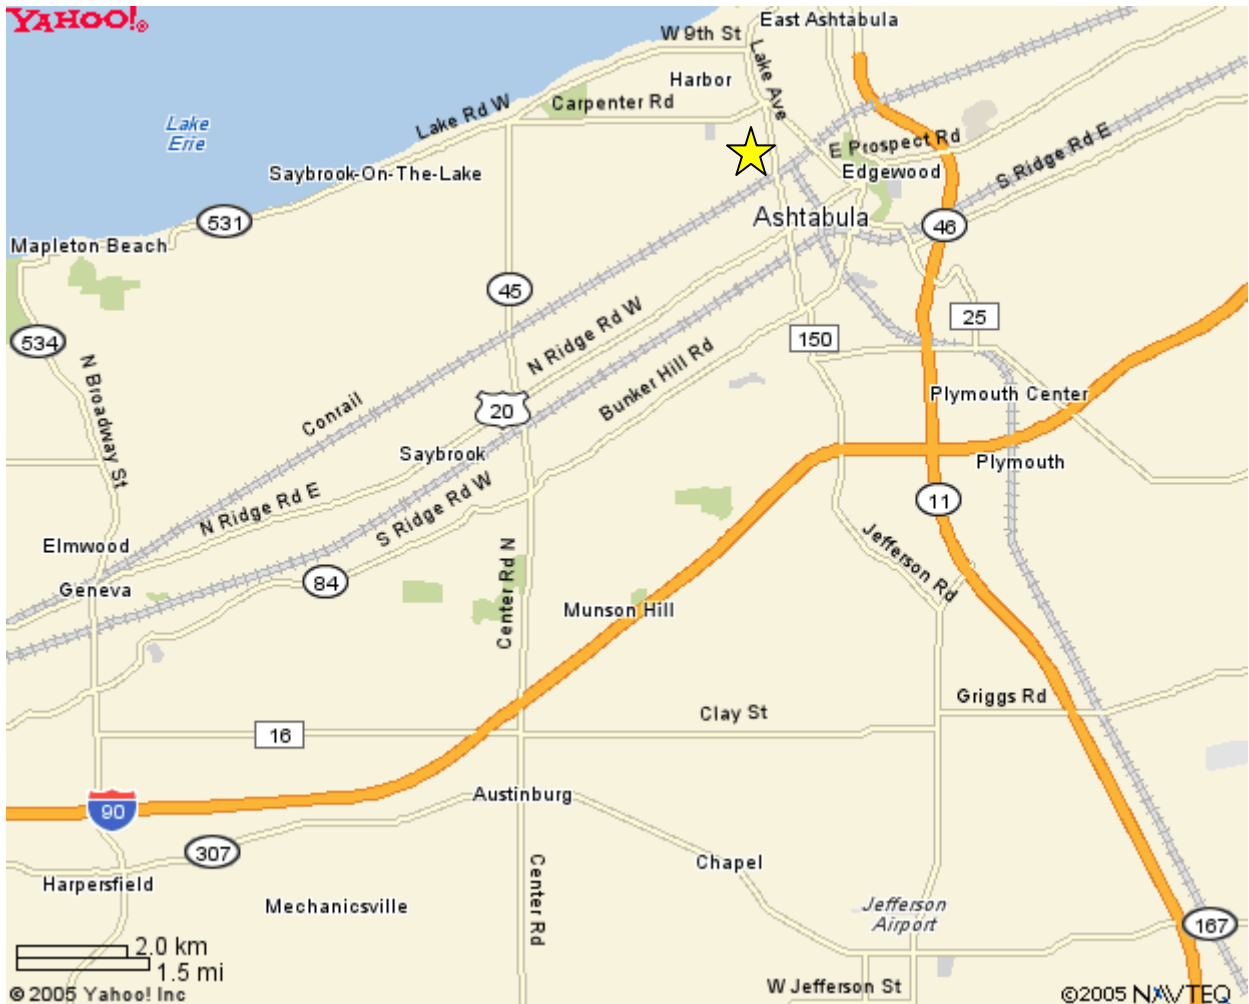 YAHOO!®
East Ashtabula
W 9th St
Lake Ave
Harbor
Carpenter Rd
Lake Rd W
Lake
Erie
E Prospect Rd
S Ridge Rd E
Saybrook-On-The-Lake
Edgewood
531
Ashtabula
46
Mapleton Beach
45
25
534
N Ridge Rd W
150
N Broadway St
Bunker Hill Rd
Conrail
20
Plymouth Center
Saybrook
Plymouth
N Ridge Rd E
S Ridge Rd W
11
Elmwood
Jefferson Rd
Geneva
84
Center Rd N
Munson Hill
Griggs Rd
Clay St
16
90
Austinburg
307
Chapel
Harpersfield
Center Rd
Mechanicsville
Jefferson
Airport
167
2.0 km
1.5 mi
W Jefferson St
© 2005 Yahoo! Inc
©2005 NAVTEQ